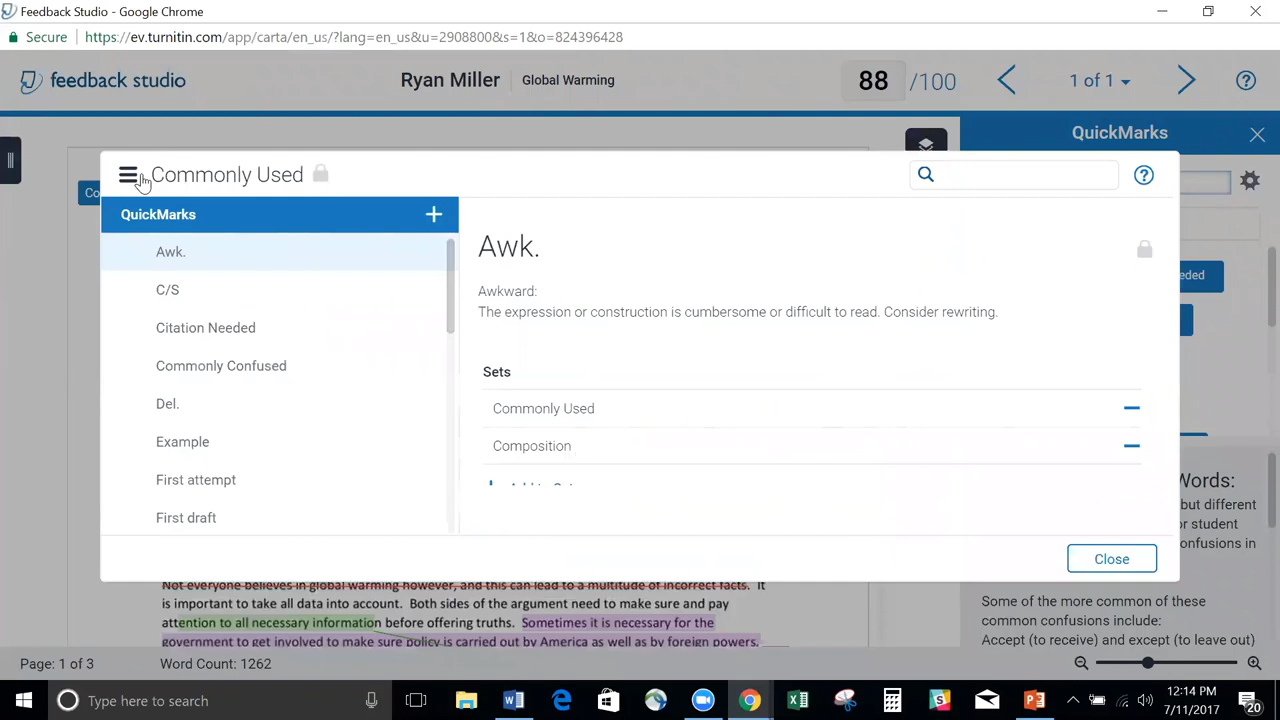 Feedback Studio - Google Chrome
Secure https://ev.turnitin.com/app/carta/en_us/?lang=en_us&u=2908800&s=1&o=824396428
feedback studio Ryan Miller Global Warming 88 /100 1 of 1 ?
QuickMarks
Commonly Used ?
Co
QuickMarks +
Awk.
C/S
Citation Needed
Commonly Confused
Del.
Example
First attempt
First draft
Awk.
Awkward:
The expression or construction is cumbersome or difficult to read. Consider rewriting.
Sets
Commonly Used
Composition
Close
eded
Words:
but different
or student
confusions in
Some of the more common of these
common confusions include:
Accept (to receive) and except (to leave out)
Not everyone believes in global warming however, and this can lead to a multitude of incorrect facts. It
is important to take all data into account. Both sides of the argument need to make sure and pay
attention to all necessary information before offering truths. Sometimes it is necessary for the
government to get involved to make sure policy is carried out by America as well as by foreign powers.
Page: 1 of 3 Word Count: 1262
Type here to search
12:14 PM
7/11/2017
20